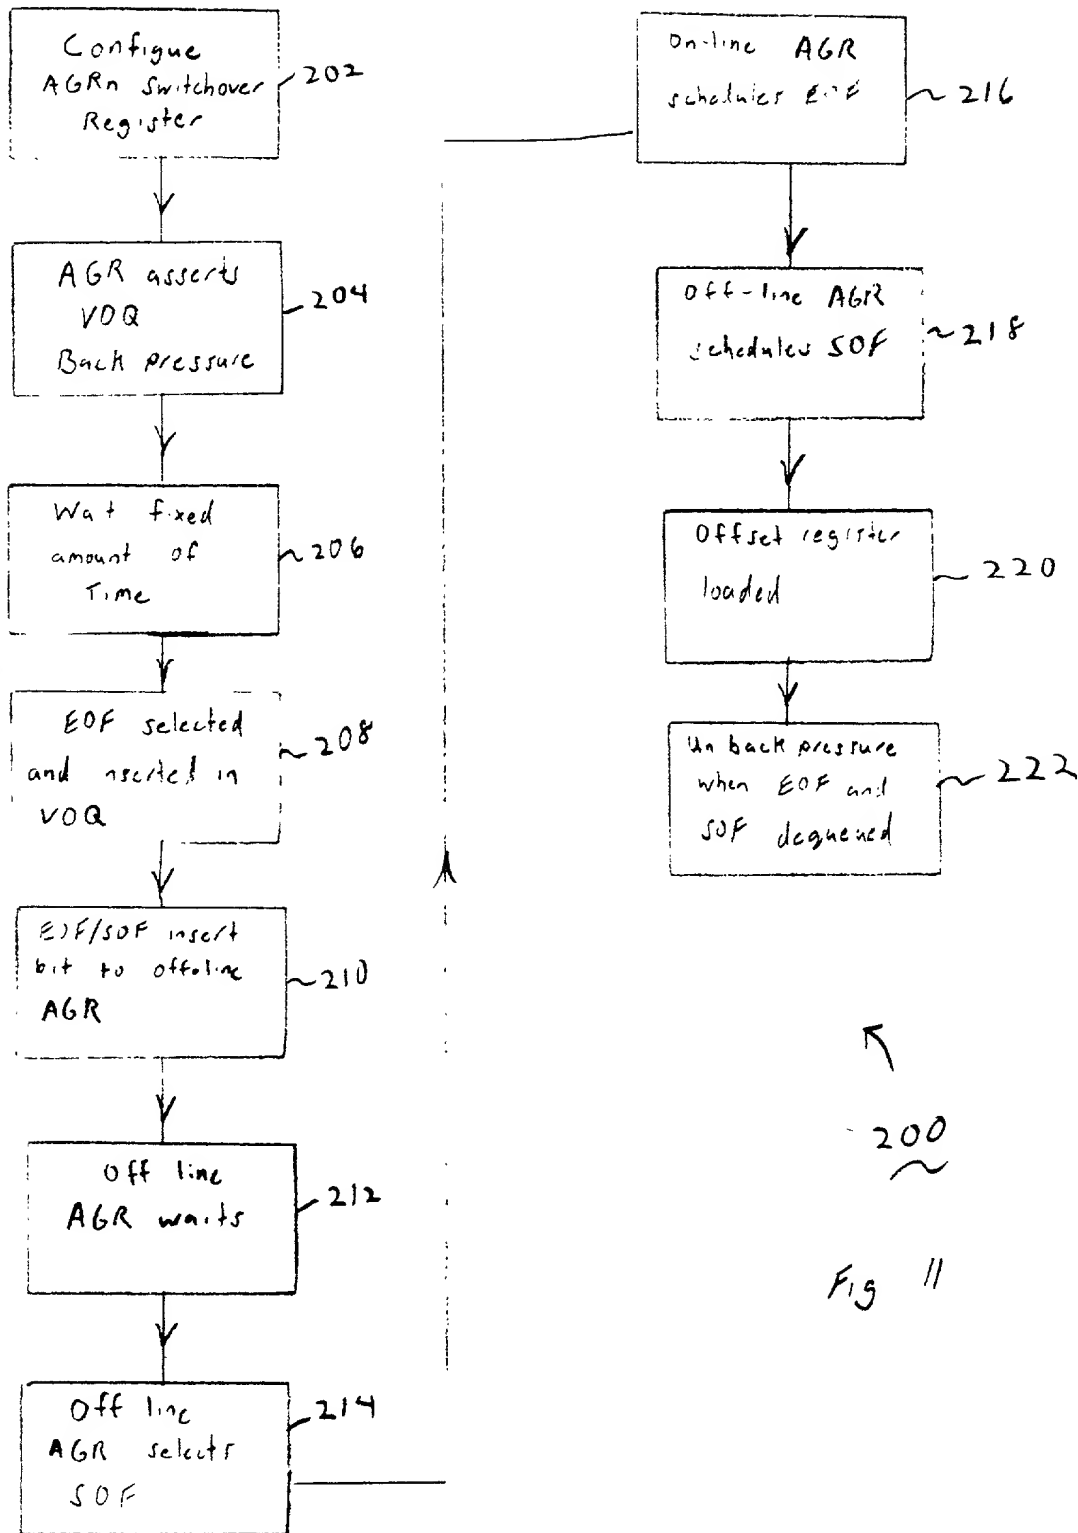 Configue
AGRn Switchover
Register
202
AGR asserts
VOQ
Back pressure
204
Wait fixed
amount of
Time
206
EOF selected
and inserted in
VOQ
208
EOF/SOF insert
bit to offline
AGR
210
Off line
AGR waits
212
Off line
AGR selects
SOF
214
On-line AGR
schedules EOF
216
Off-line AGR
schedules SOF
218
Offset register
loaded
220
Un back pressure
when EOF and
SOF dequeued
222
200
Fig 11